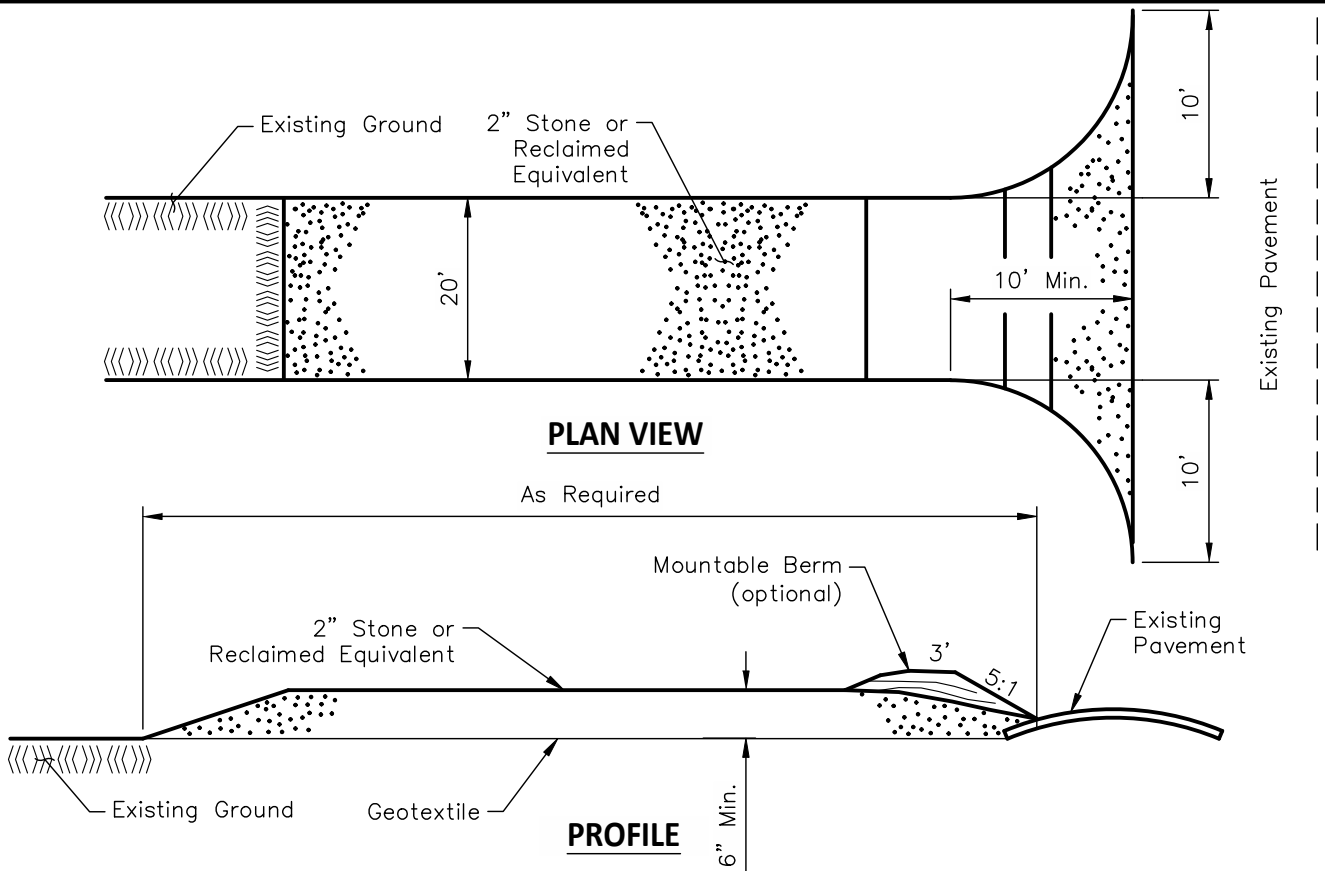 10'
Existing Ground
2" Stone or
Reclaimed
Equivalent
20'
10' Min.
Existing Pavement
10'
PLAN VIEW
As Required
Mountable Berm
(optional)
2" Stone or
Reclaimed Equivalent
3'
5:1
Existing
Pavement
Existing Ground
Geotextile
6" Min.
PROFILE